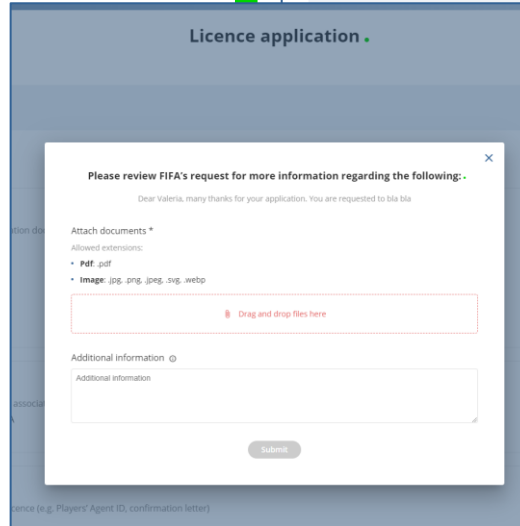 Licence application
Please review FIFA's request for more information regarding the following:
Dear Valeria, many thanks for your application. You are requested to bla bla
Attach documents *
Allowed extensions:
• Pdf: .pdf
• Image: .jpg, .png, .jpeg, .svg, .webp
Drag and drop files here
Additional information
Additional information
Submit
ation do
associat
cence (e.g. Players' Agent ID, confirmation letter)